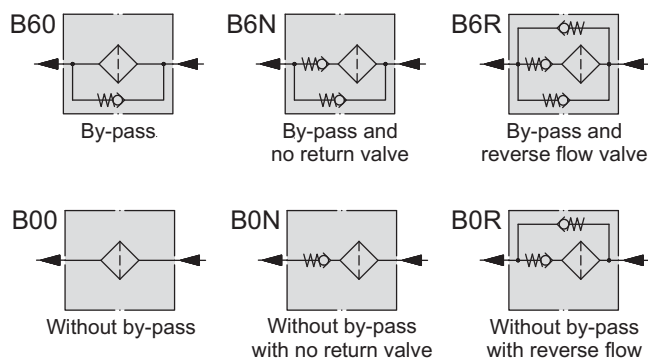 B60
B6N
B6R
By-pass.
By-pass and
no return valve
By-pass and
reverse flow valve
B00
B0N
B0R
Without by-pass
Without by-pass
with no return valve
Without by-pass
with reverse flow